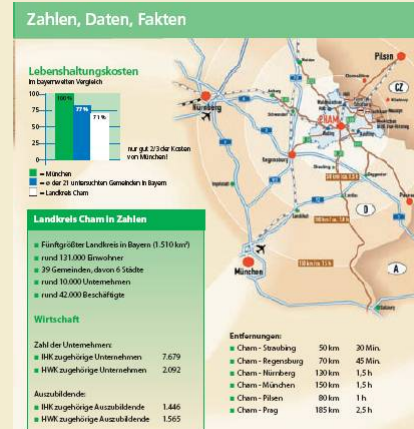 Zahlen, Daten, Fakten
Lebenshaltungskosten
Im bayernweiten Vergleich
100
75
50
25
0
100%
77%
71%
nur gut 2/3 der Kosten
von München!
= München
= ø der 21 untersuchten Gemeinden in Bayern
= Landkreis Cham
Landkreis Cham in Zahlen
Fünftgrößter Landkreis in Bayern (1.510 km²)
rund 131.000 Einwohner
39 Gemeinden, davon 6 Städte
rund 10.000 Unternehmen
rund 42.000 Beschäftigte
Wirtschaft
Zahl der Unternehmen:
IHK zugehörige Unternehmen 7.679
HWK zugehörige Unternehmen 2.092
Auszubildende:
IHK zugehörige Auszubildende 1.446
HWK zugehörige Auszubildende 1.565
Pilsen
CZ
Nürnberg
CHAM
Regensburg
D
München
A
Entfernungen:
Cham - Straubing 50 km 30 Min.
Cham - Regensburg 70 km 45 Min.
Cham - Nürnberg 130 km 1,5 h
Cham - München 150 km 1,5 h
Cham - Pilsen 80 km 1 h
Cham - Prag 185 km 2,5 h